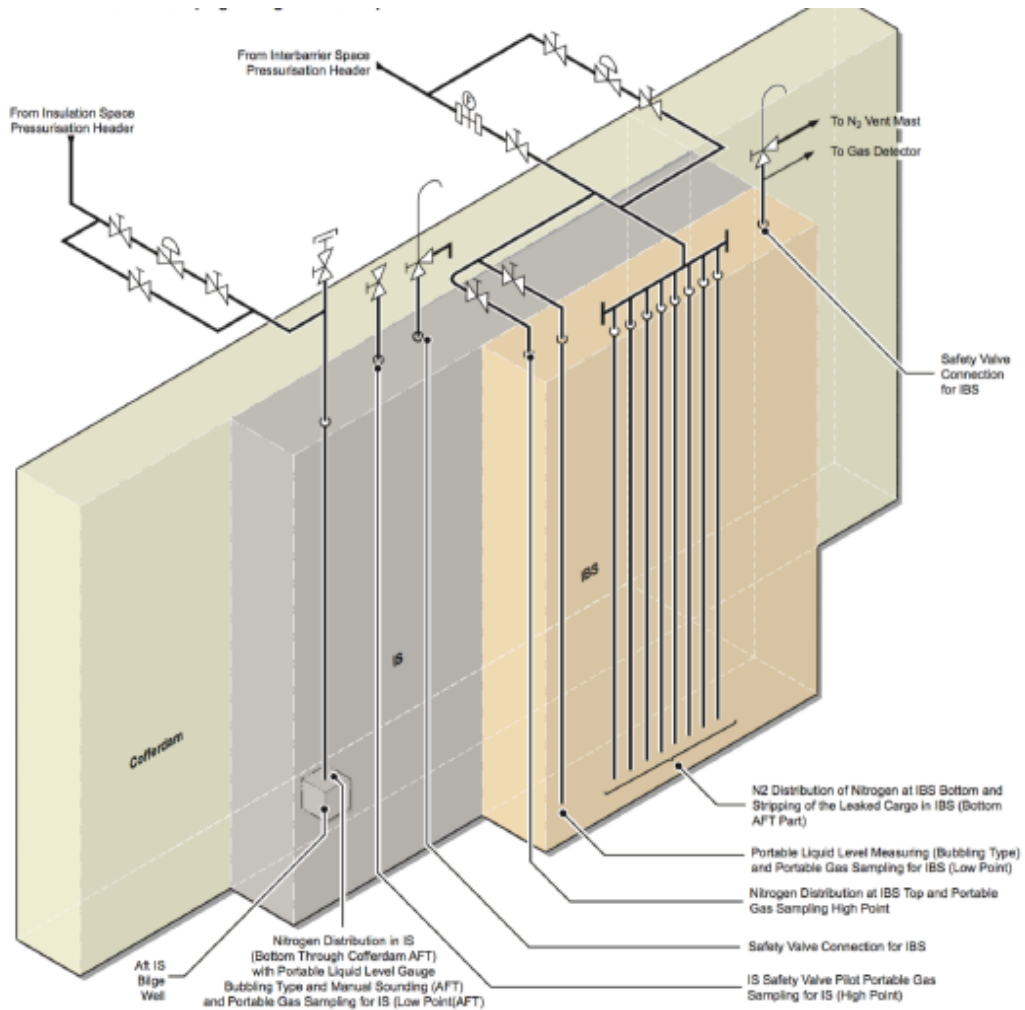 From Interbarrier Space
Pressurisation Header
From Insulation Space
Pressurisation Header
F
To N₂ Vent Mast
To Gas Detector
Safety Valve
Connection
for IBS
IBS
IS
Cofferdam
N2 Distribution of Nitrogen at IBS Bottom and
Stripping of the Leaked Cargo in IBS (Bottom
AFT Part)
Portable Liquid Level Measuring (Bubbling Type)
and Portable Gas Sampling for IBS (Low Point)
Nitrogen Distribution at IBS Top and Portable
Gas Sampling High Point
Safety Valve Connection for IBS
IS Safety Valve Pilot Portable Gas
Sampling for IS (High Point)
Nitrogen Distribution in IS
(Bottom Through Cofferdam AFT)
with Portable Liquid Level Gauge
Bubbling Type and Manual Sounding (AFT)
and Portable Gas Sampling for IS (Low Point(AFT)
Aft IS
Bilge
Well